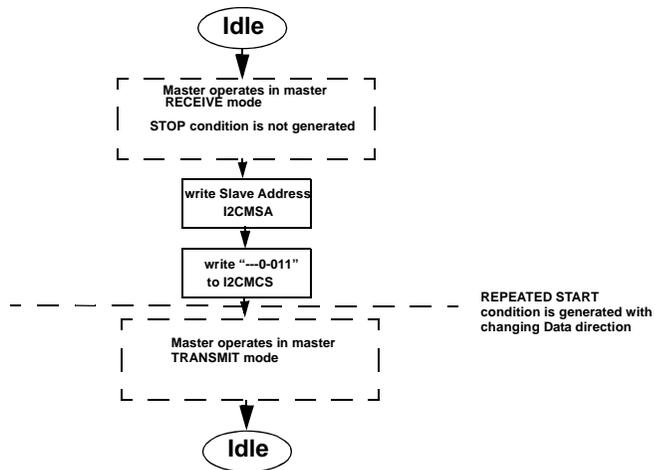 Idle
Master operates in master
RECEIVE mode
STOP condition is not generated
write Slave Address
I2CMSA
write “---0-011”
to I2CMCS
REPEATED START
condition is generated with
changing Data direction
Master operates in master
TRANSMIT mode
Idle